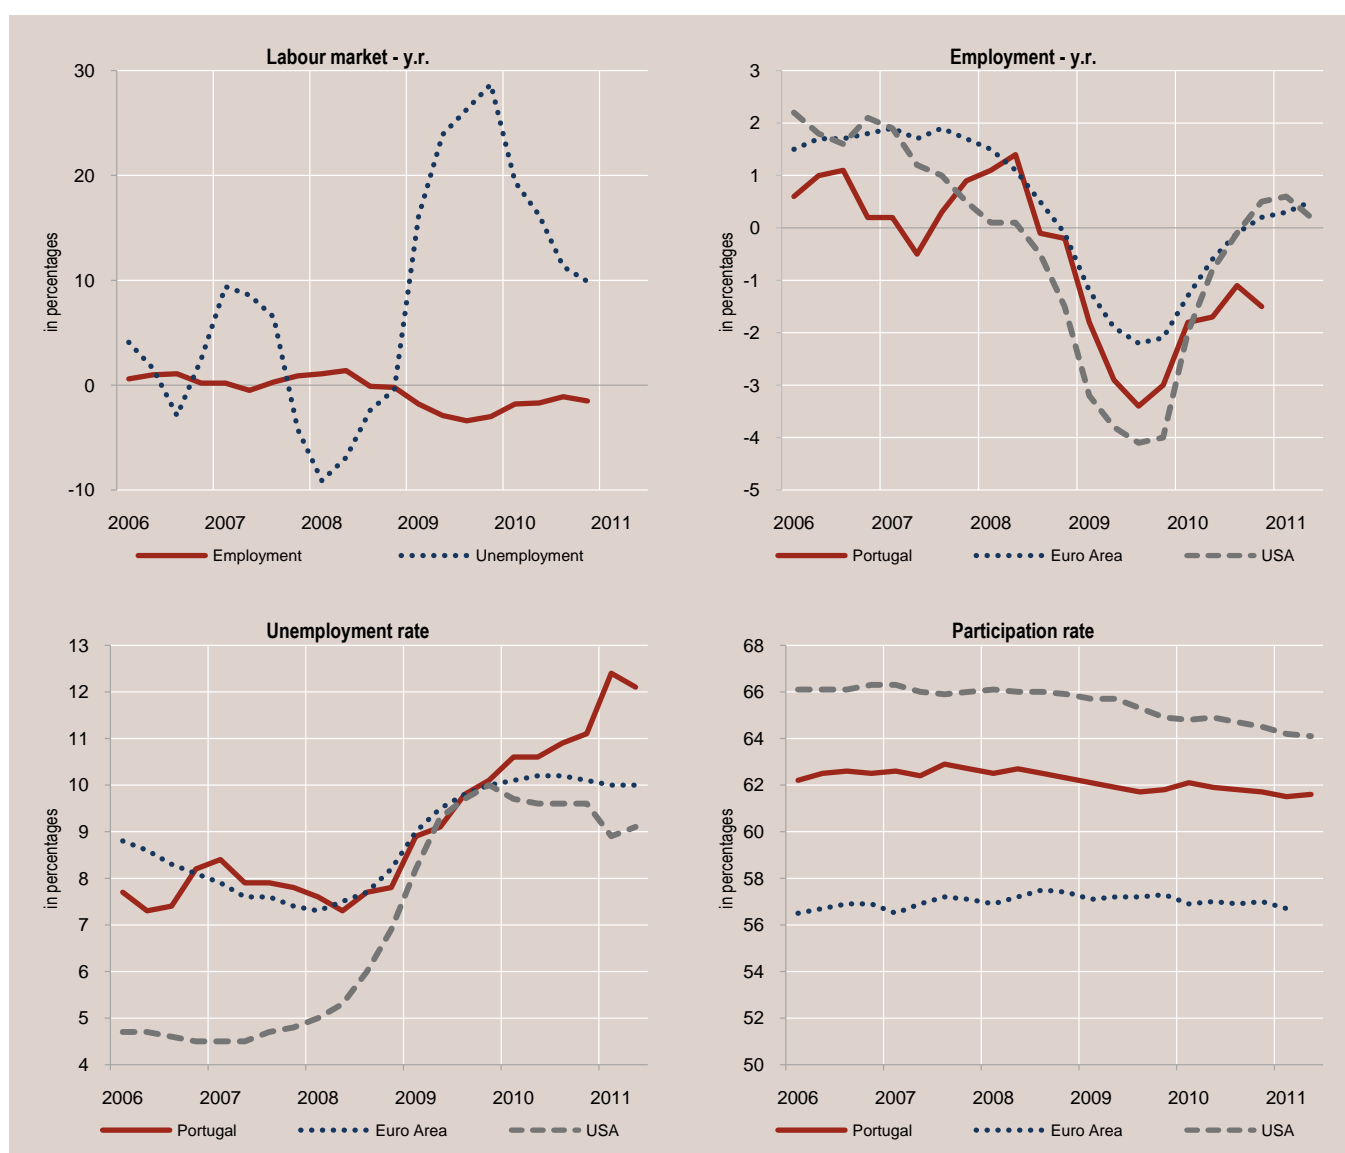 Labour market - y.r.
30
20
10
0
-10
in percentages
2006 2007 2008 2009 2010 2011
Employment Unemployment
Employment - y.r.
3
2
1
0
-1
-2
-3
-4
-5
in percentages
2006 2007 2008 2009 2010 2011
Portugal Euro Area USA
Unemployment rate
13
12
11
10
9
8
7
6
5
4
in percentages
2006 2007 2008 2009 2010 2011
Portugal Euro Area USA
Participation rate
68
66
64
62
60
58
56
54
52
50
in percentages
2006 2007 2008 2009 2010 2011
Portugal Euro Area USA